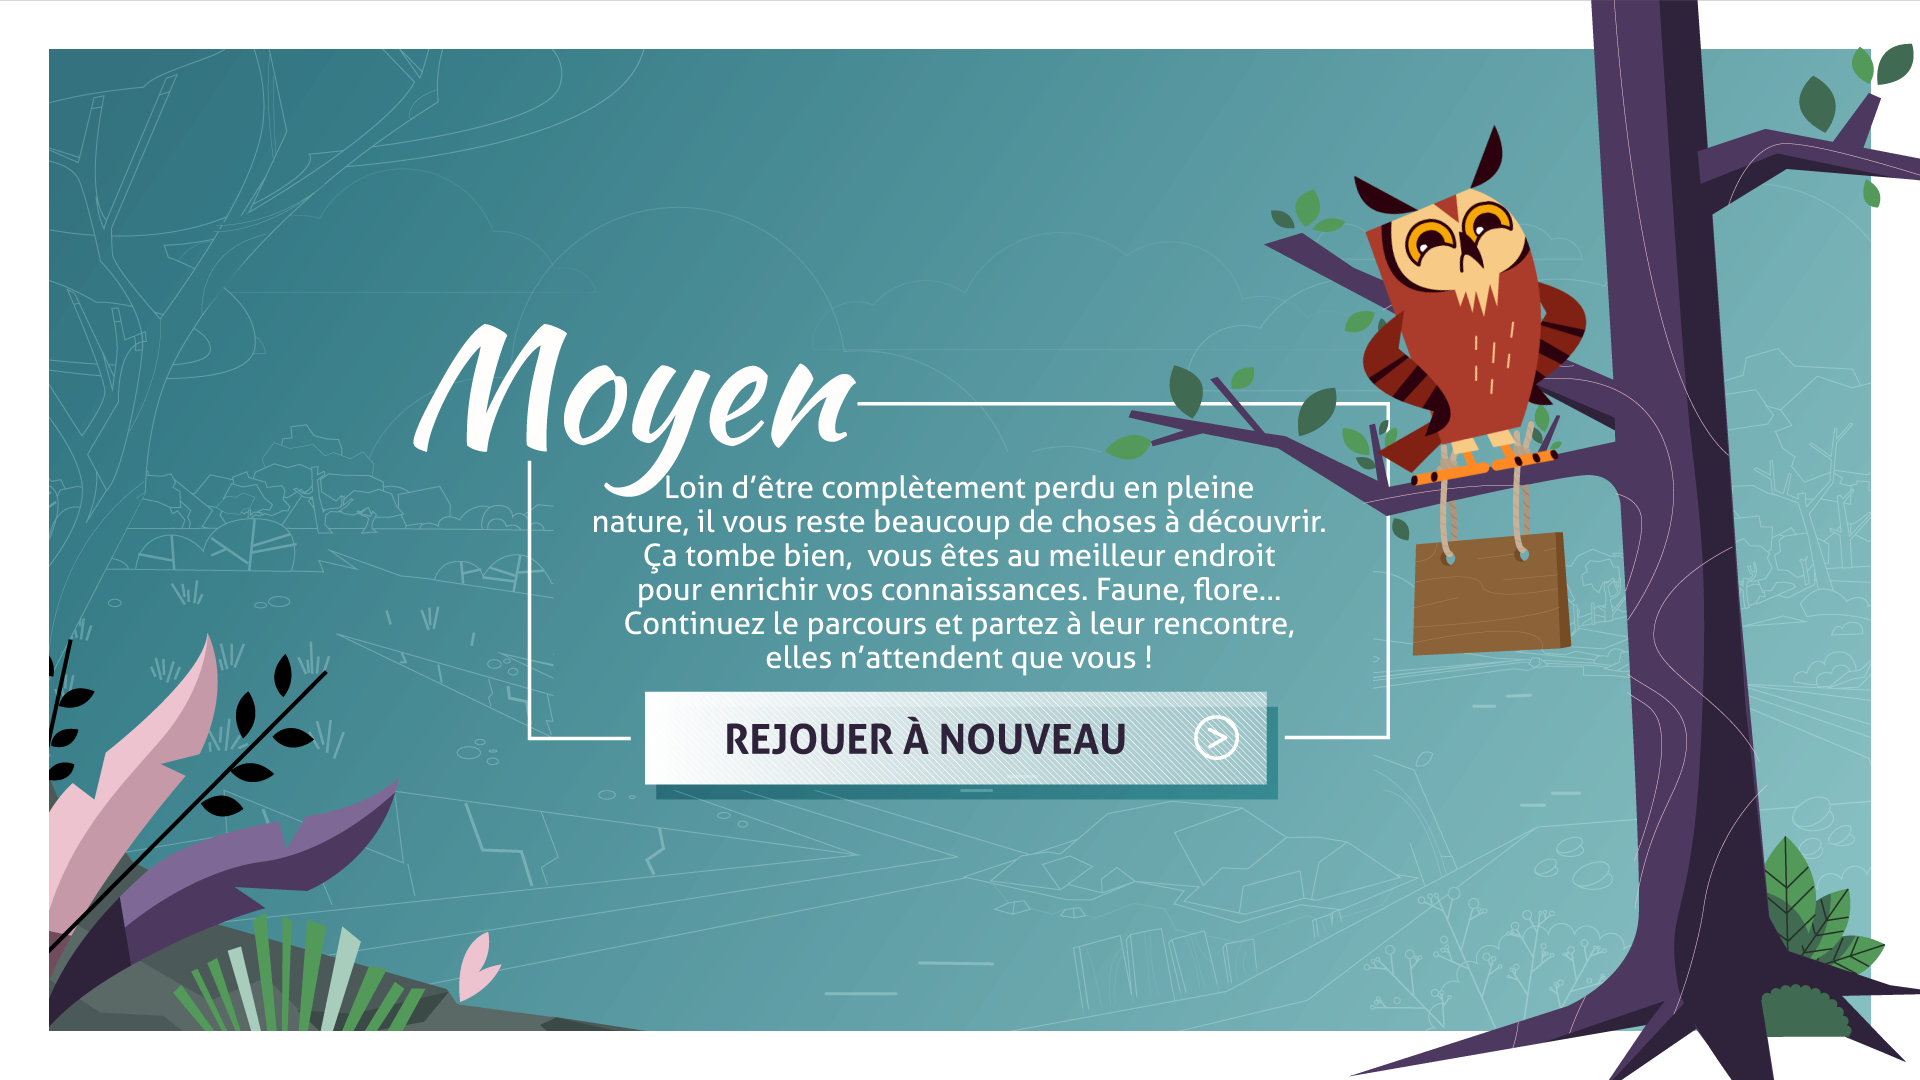 Moyen
Loin d’être complètement perdu en pleine
nature, il vous reste beaucoup de choses à découvrir.
Ça tombe bien,  vous êtes au meilleur endroit
pour enrichir vos connaissances. Faune, flore...
Continuez le parcours et partez à leur rencontre,
elles n’attendent que vous !
REJOUER À NOUVEAU